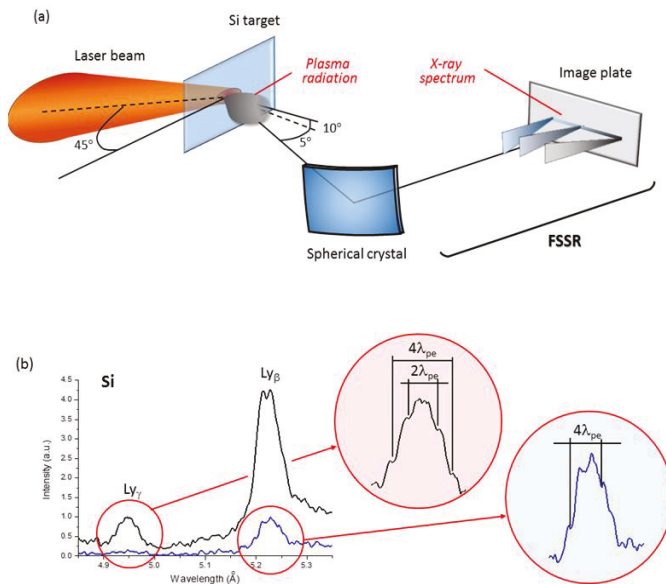 (a)
Si target
Laser beam
Plasma
radiation
X-ray
spectrum
Image plate
45°
10°
5°
Spherical crystal
FSSR
(b)
Si
Lyβ
Lyγ
4λpe
2λpe
4λpe
Intensity (a.u.)
4.5
4.0
3.5
3.0
2.5
2.0
1.5
1.0
0.5
0.0
4.9
5.0
5.1
5.2
5.3
Wavelength (Å)